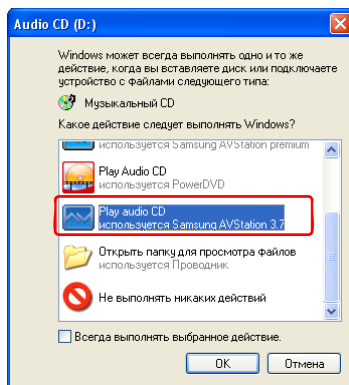 Audio CD (D:)
Windows может всегда выполнять одно и то же
действие, когда вы вставляете диск или подключаете
устройство с файлами следующего типа:
Музыкальный CD
Какое действие следует выполнять Windows?
используется Samsung AVStation premium
Play Audio CD
используется PowerDVD
Play audio CD
используется Samsung AVStation 3.7
Открыть папку для просмотра файлов
используется Проводник
Не выполнять никаких действий
Всегда выполнять выбранное действие.
OK
Отмена